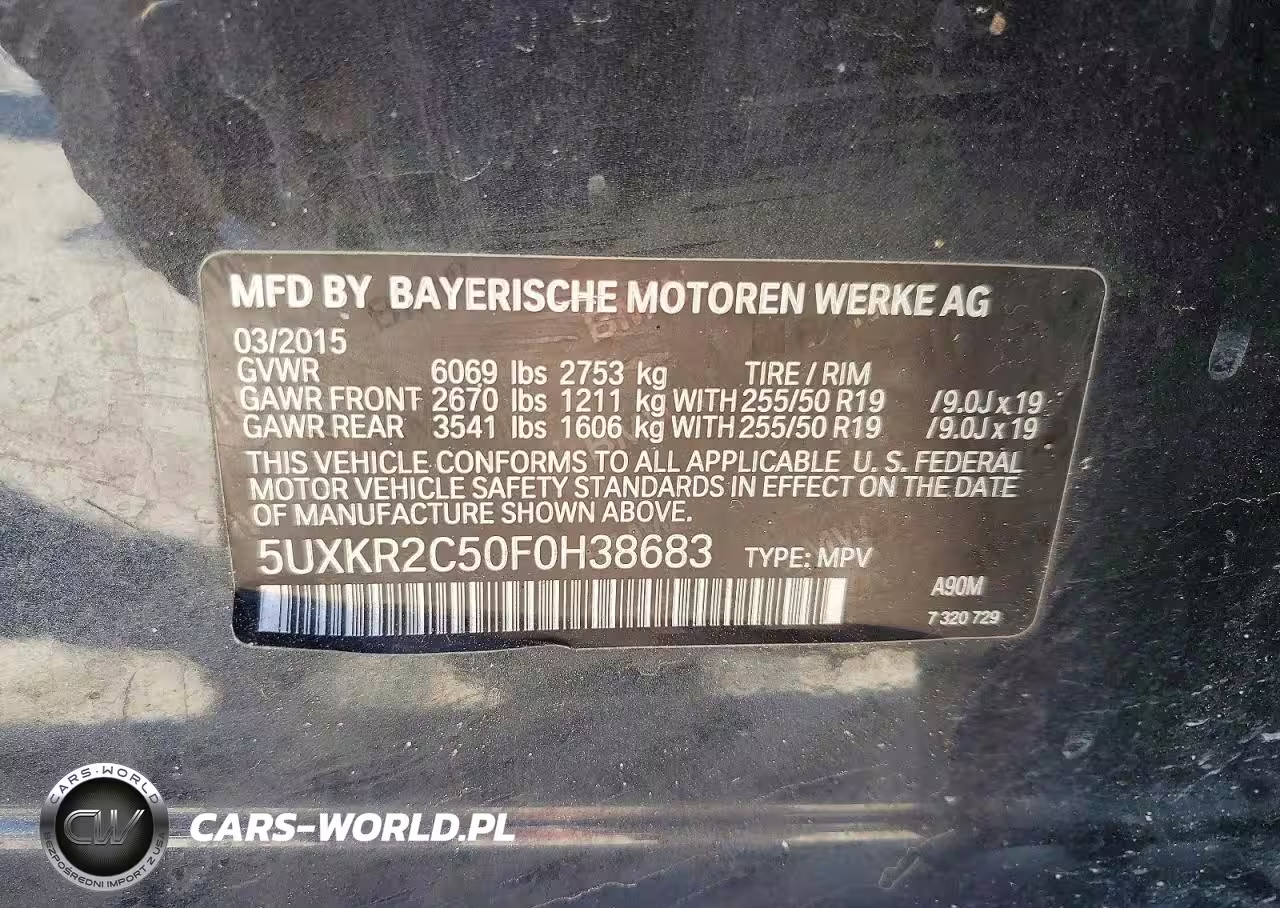 MFD BY BAYERISCHE MOTOREN WERKE AG
03/2015
GVWR 6069 lbs 2753 kg TIRE / RIM
GAWR FRONT 2670 lbs 1211 kg WITH 255/50 R19 /9.0J x 19
GAWR REAR 3541 lbs 1606 kg WITH 255/50 R19 /9.0J x 19
THIS VEHICLE CONFORMS TO ALL APPLICABLE U. S. FEDERAL
MOTOR VEHICLE SAFETY STANDARDS IN EFFECT ON THE DATE
OF MANUFACTURE SHOWN ABOVE.
5UXKR2C50F0H38683 TYPE: MPV
A90M
7 320 729
CARS-WORLD
CW
BEZPOŚREDNI IMPORT Z USA
CARS-WORLD.PL